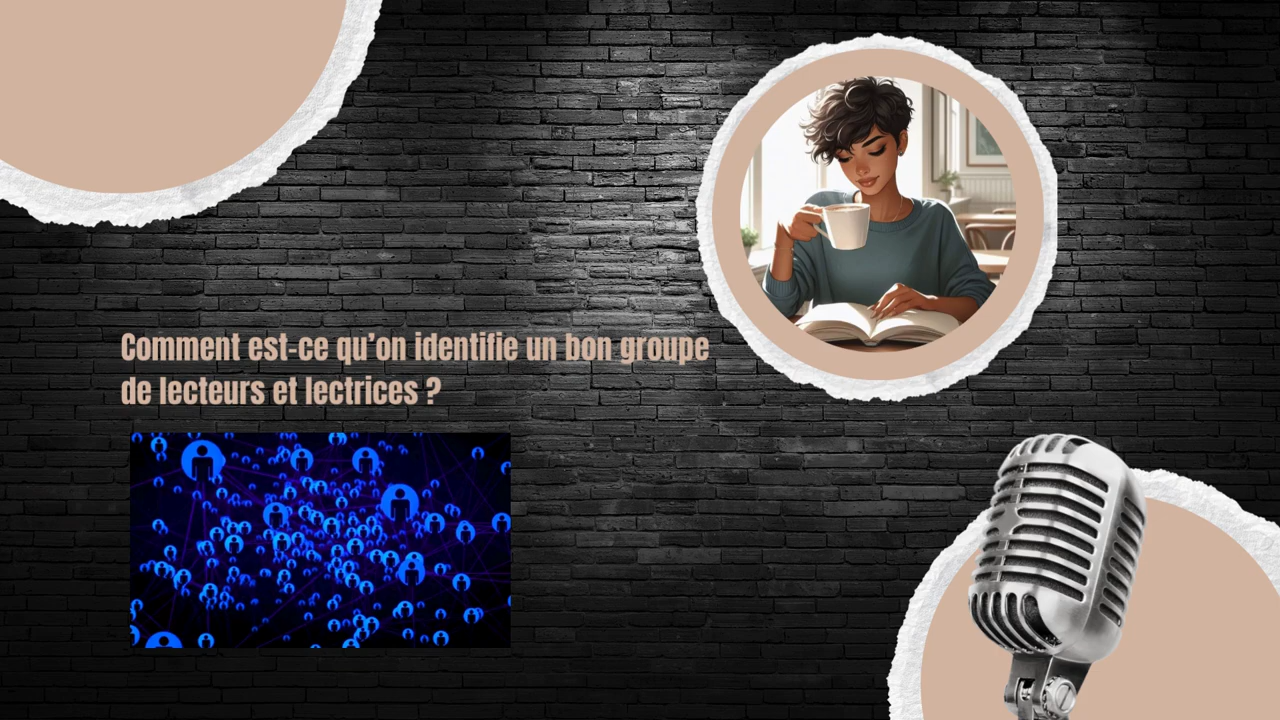 Comment est-ce qu’on identifie un bon groupe
de lecteurs et lectrices ?